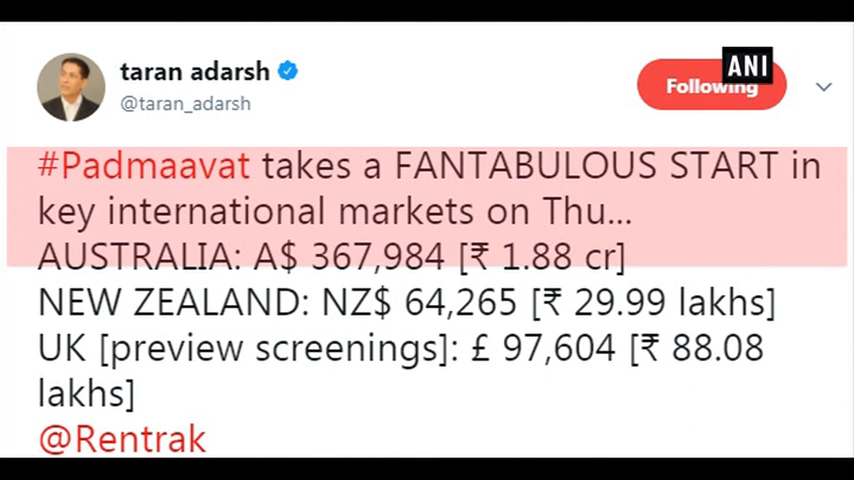 taran adarsh
@taran_adarsh
Following
ANI
#Padmaavat takes a FANTABULOUS START in
key international markets on Thu...
AUSTRALIA: A$ 367,984 [₹ 1.88 cr]
NEW ZEALAND: NZ$ 64,265 [₹ 29.99 lakhs]
UK [preview screenings]: £ 97,604 [₹ 88.08
lakhs]
@Rentrak